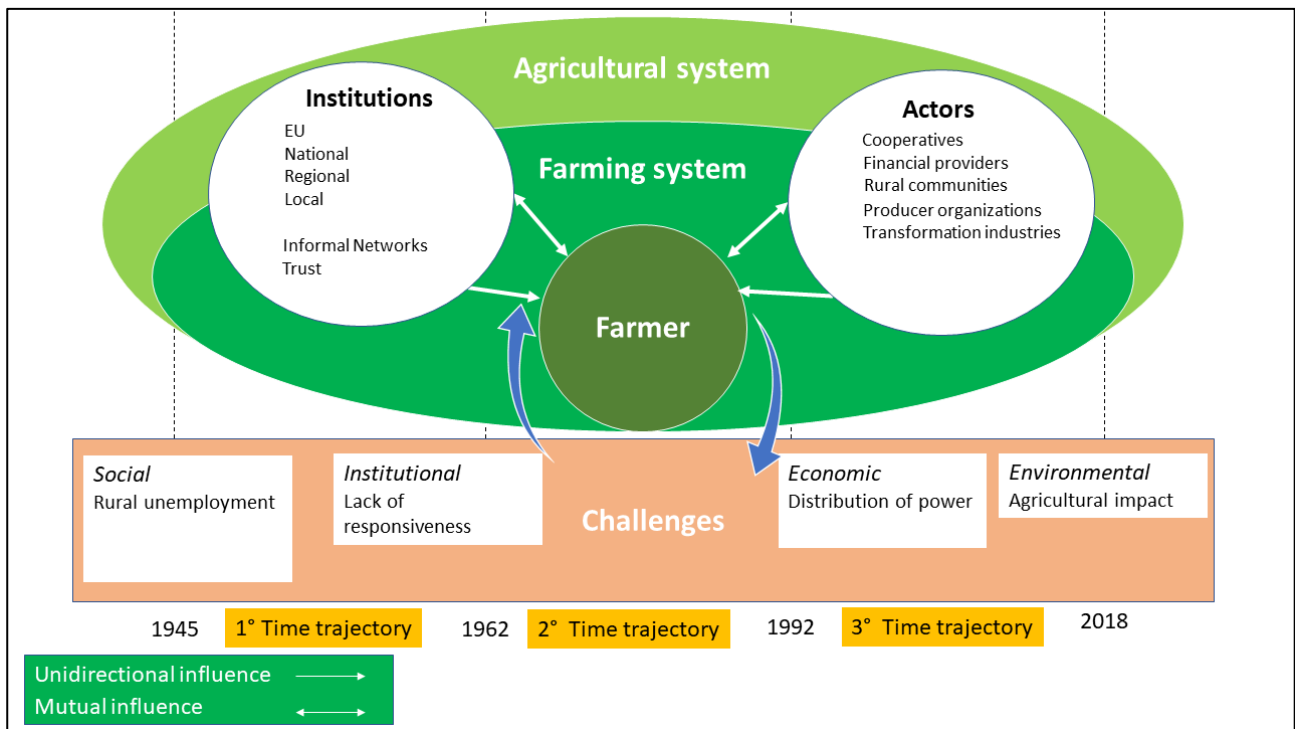 Agricultural system
Institutions
EU
National
Regional
Local
Informal Networks
Trust
Actors
Cooperatives
Financial providers
Rural communities
Producer organizations
Transformation industries
Farming system
Farmer
Social
Rural unemployment
Institutional
Lack of
responsiveness
Challenges
Economic
Distribution of power
Environmental
Agricultural impact
1945
1° Time trajectory
1962
2° Time trajectory
1992
3° Time trajectory
2018
Unidirectional influence
Mutual influence